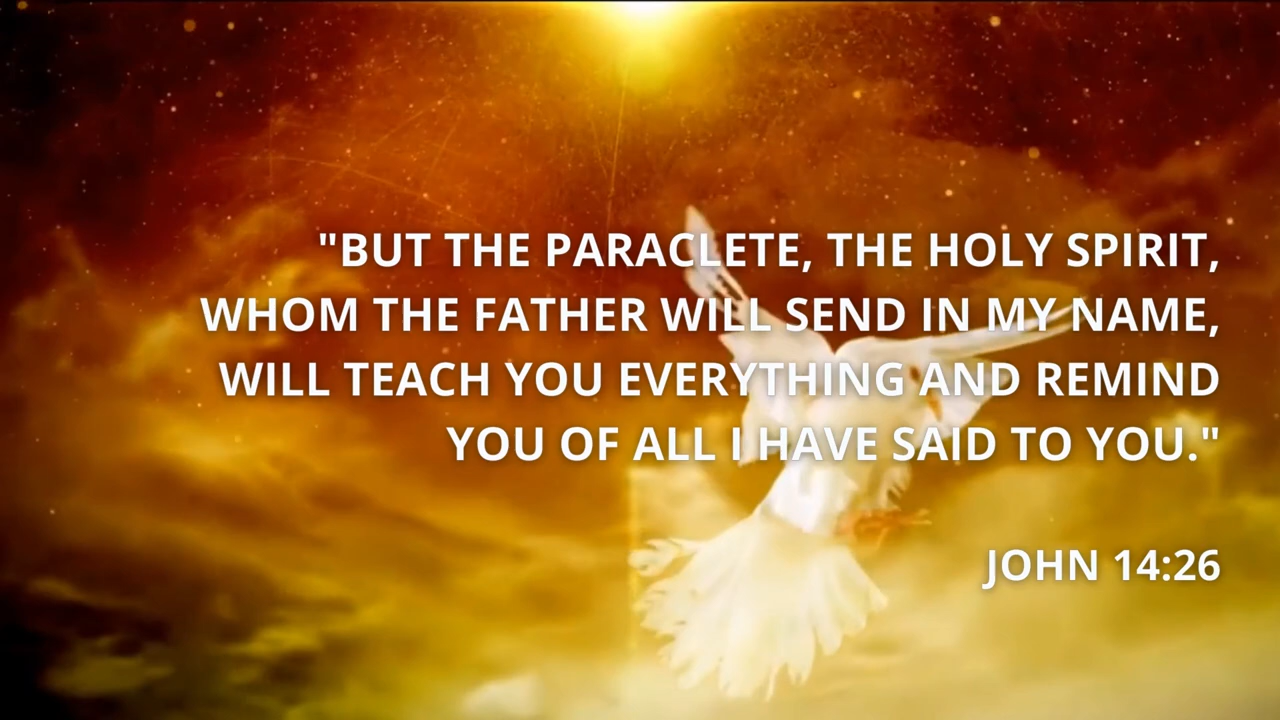 "BUT THE PARACLETE, THE HOLY SPIRIT,
WHOM THE FATHER WILL SEND IN MY NAME,
WILL TEACH YOU EVERYTHING AND REMIND
YOU OF ALL I HAVE SAID TO YOU."
JOHN 14:26